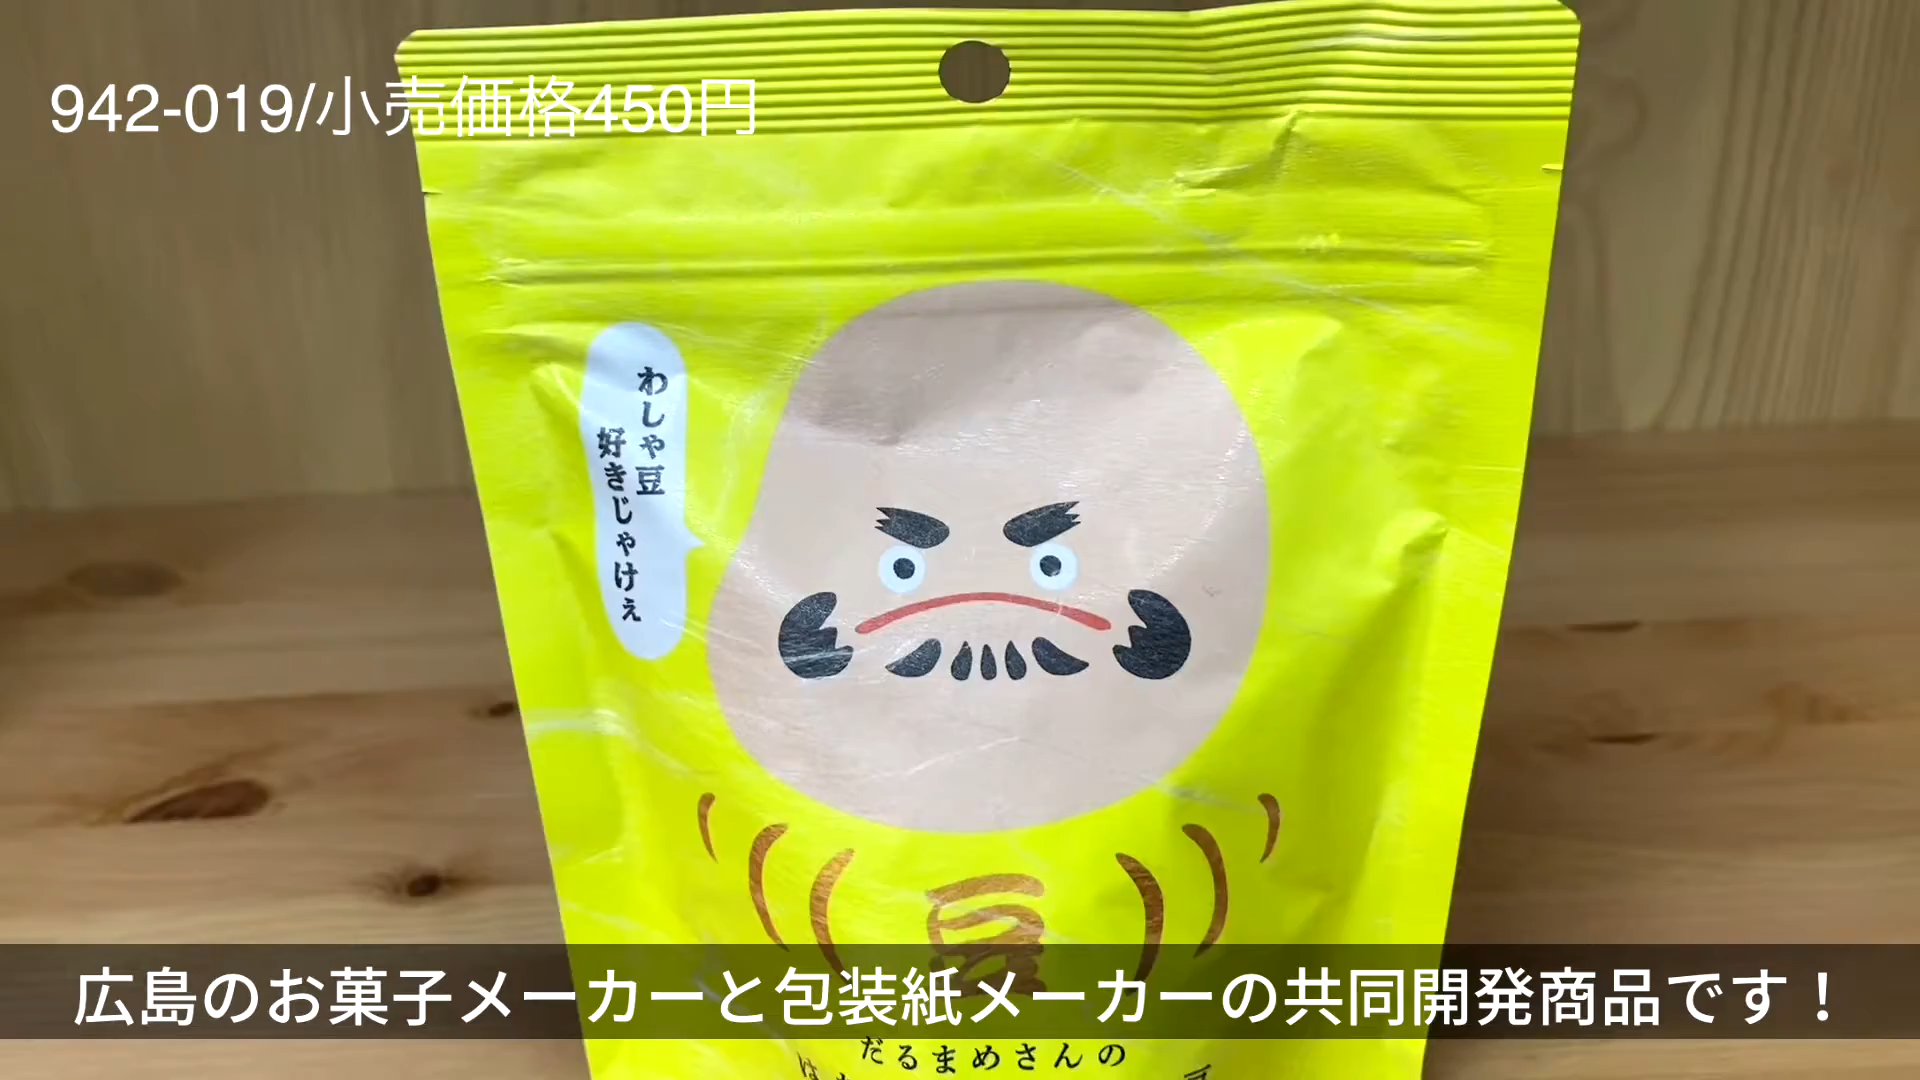 942-019/小売価格450円
わしゃ豆
好きじゃけぇ
豆
広島のお菓子メーカーと包装紙メーカーの共同開発商品です！
だるまめさんの